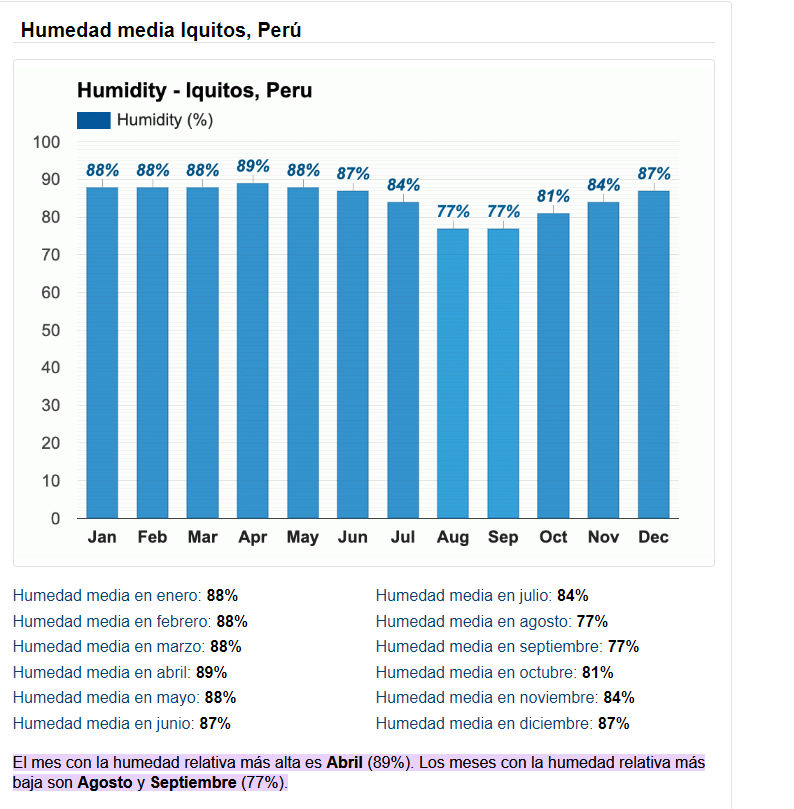 Humedad media Iquitos, Perú
Humidity - Iquitos, Peru
Humidity (%)
100
90
80
70
60
50
40
30
20
10
0
88% 88% 88% 89% 88% 87% 84% 77% 77% 81% 84% 87%
Jan Feb Mar Apr May Jun Jul Aug Sep Oct Nov Dec
Humedad media en enero: 88%
Humedad media en febrero: 88%
Humedad media en marzo: 88%
Humedad media en abril: 89%
Humedad media en mayo: 88%
Humedad media en junio: 87%
Humedad media en julio: 84%
Humedad media en agosto: 77%
Humedad media en septiembre: 77%
Humedad media en octubre: 81%
Humedad media en noviembre: 84%
Humedad media en diciembre: 87%
El mes con la humedad relativa más alta es Abril (89%). Los meses con la humedad relativa más
baja son Agosto y Septiembre (77%).